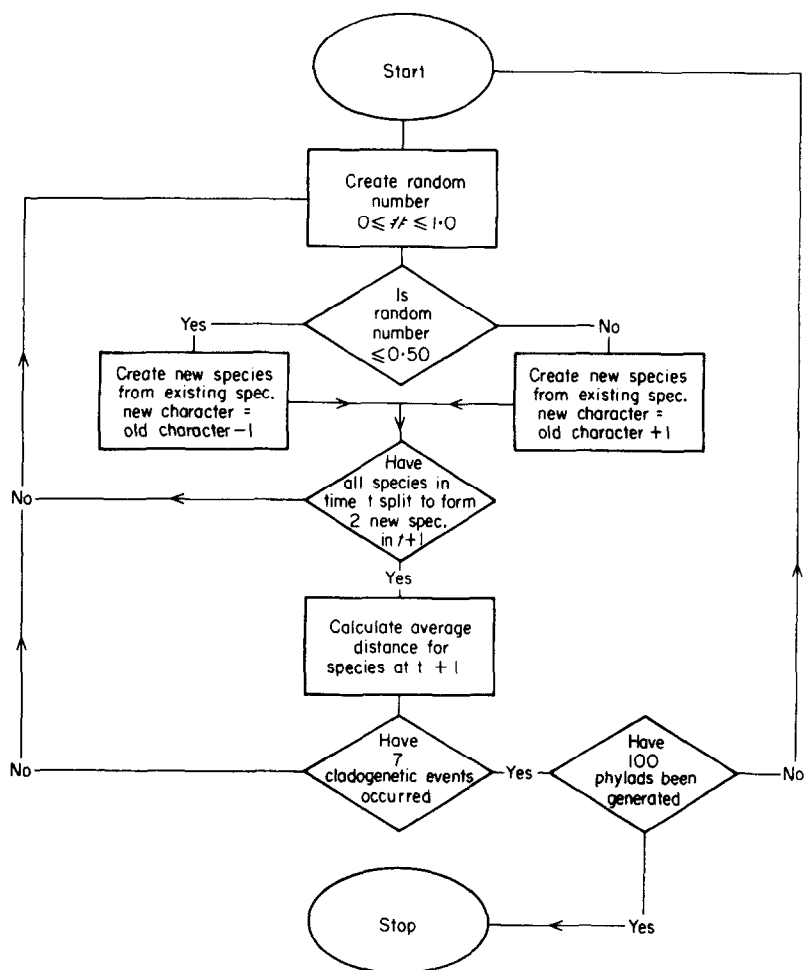 Start
Create random
number
0 ≤ # ≤ 1·0
Is
random
number
≤0·50
Yes
No
Create new species
from existing spec.
new character =
old character −1
Create new species
from existing spec.
new character =
old character +1
Have
all species in
time t split to form
2 new spec.
in t+1
No
Yes
Calculate average
distance for
species at t + 1
Have
7
cladogenetic events
occurred
No
Yes
Have
100
phylads been
generated
No
Yes
Stop